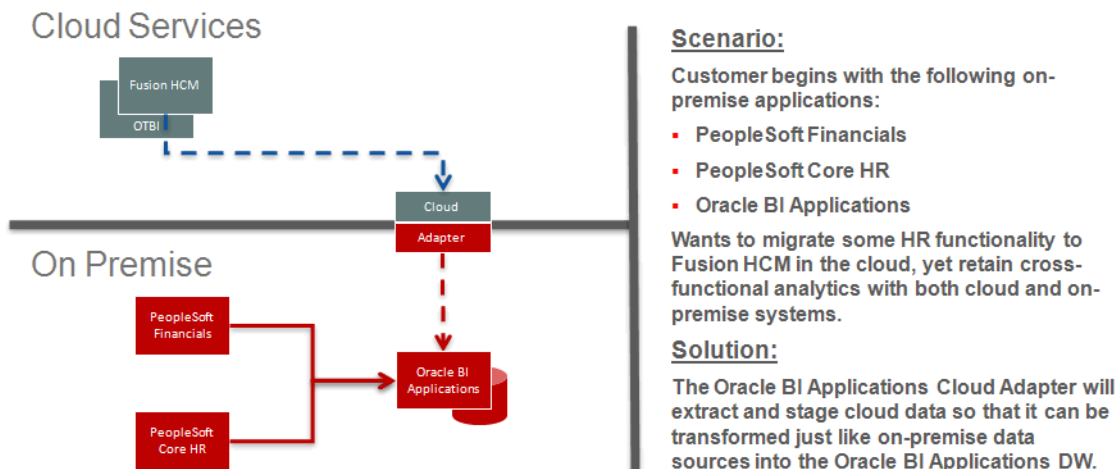 Cloud Services
Fusion HCM
OTBI
Cloud
Adapter
On Premise
PeopleSoft
Financials
Oracle BI
Applications
PeopleSoft
Core HR
Scenario:
Customer begins with the following on-
premise applications:
▪ PeopleSoft Financials
▪ PeopleSoft Core HR
▪ Oracle BI Applications
Wants to migrate some HR functionality to
Fusion HCM in the cloud, yet retain cross-
functional analytics with both cloud and on-
premise systems.
Solution:
The Oracle BI Applications Cloud Adapter will
extract and stage cloud data so that it can be
transformed just like on-premise data
sources into the Oracle BI Applications DW.